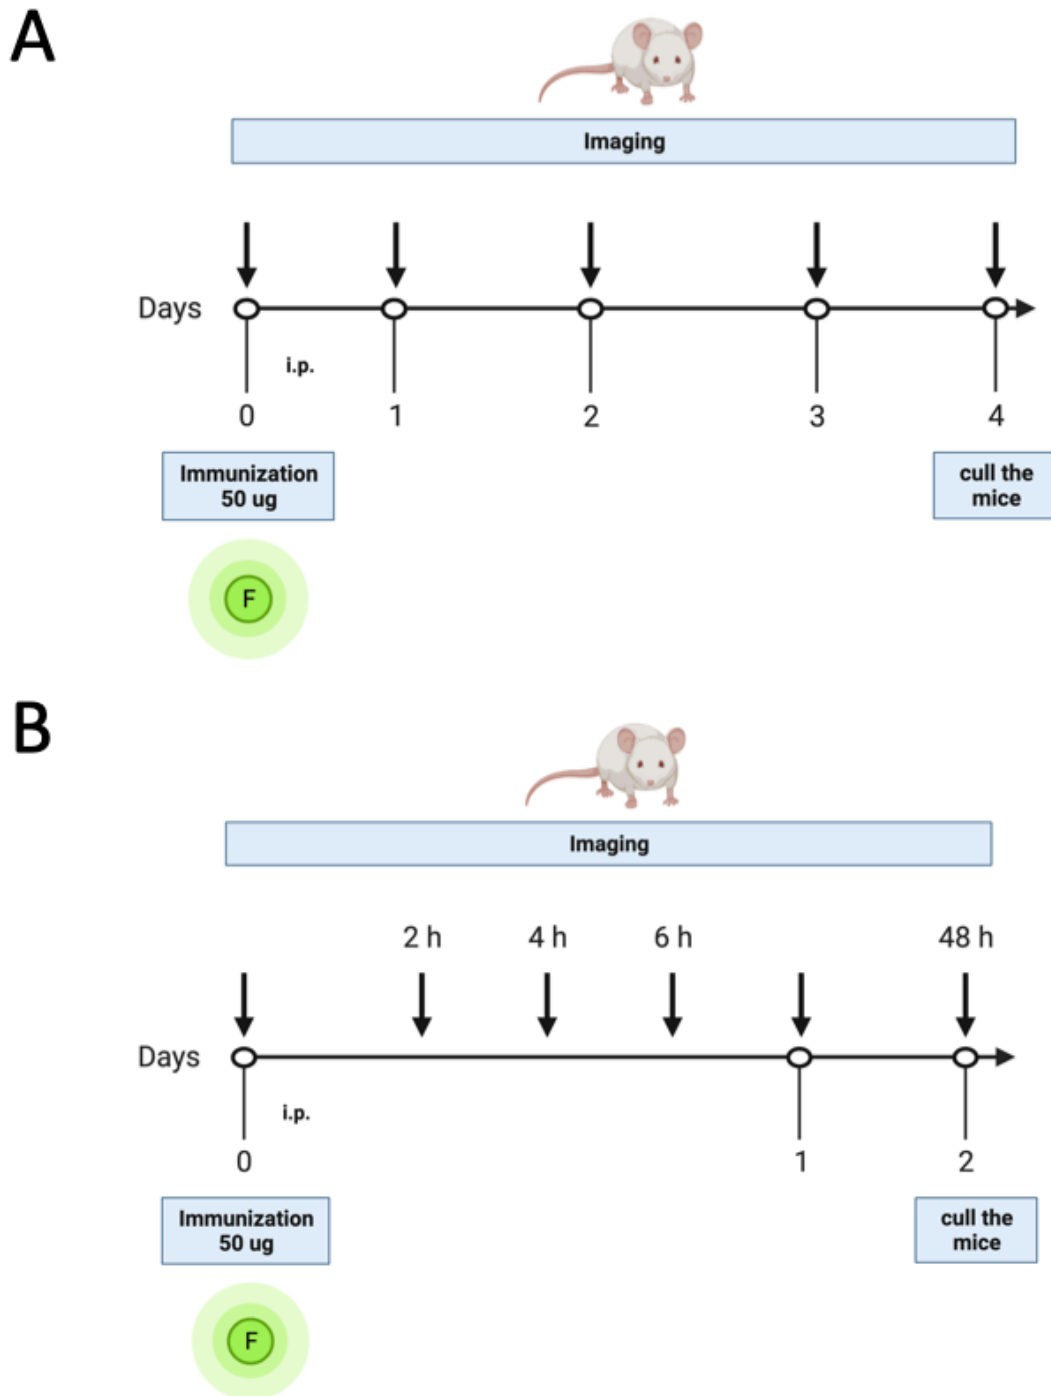 A
Imaging
Days
i.p.
0 1 2 3 4
Immunization
50 ug
cull the
mice
F
B
Imaging
2 h 4 h 6 h 48 h
Days
i.p.
0 1 2
Immunization
50 ug
cull the
mice
F